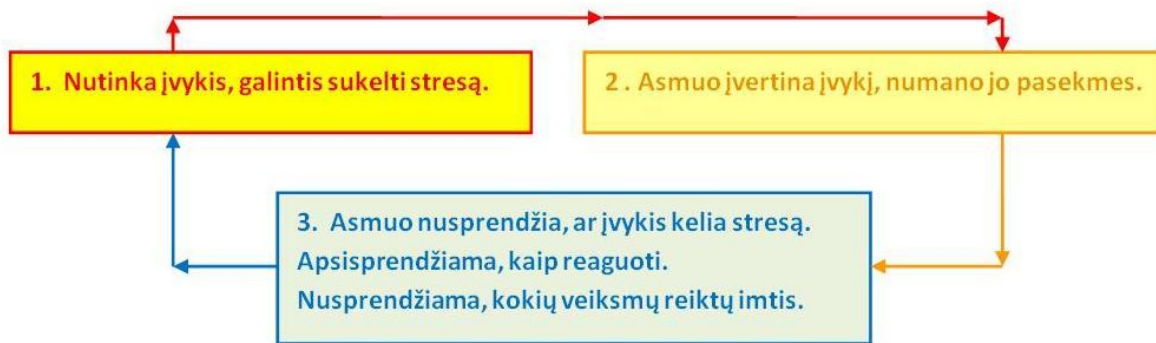 1. Nutinka įvykis, galintis sukelti stresą.
2 . Asmuo įvertina įvykį, numano jo pasekmes.
3. Asmuo nusprendžia, ar įvykis kelia stresą.
Apsisprendžiama, kaip reaguoti.
Nusprendžiama, kokių veiksmų reiktų imtis.